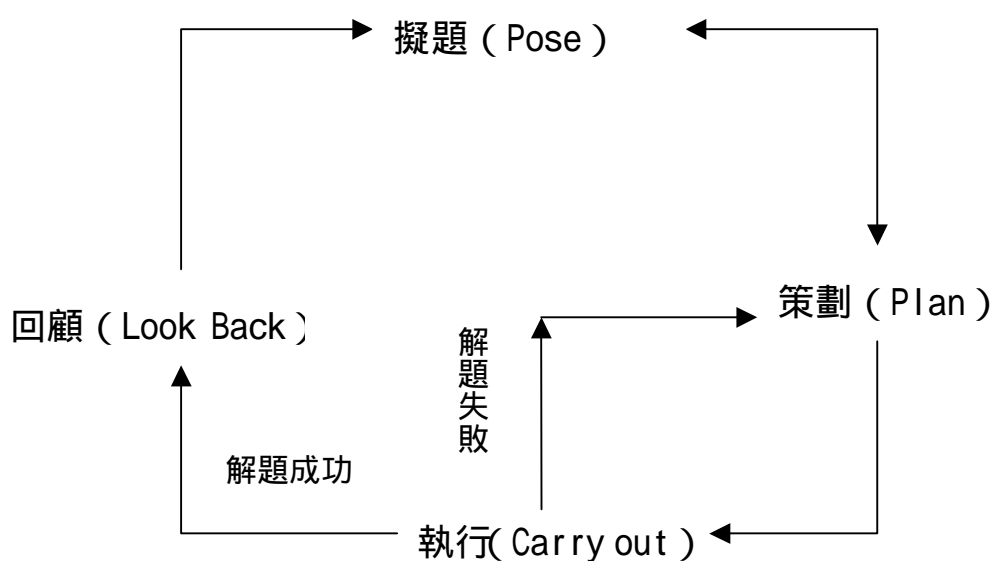 擬題（Pose）
策劃（Plan）
回顧（Look Back）
解題失敗
解題成功
執行（Carry out）